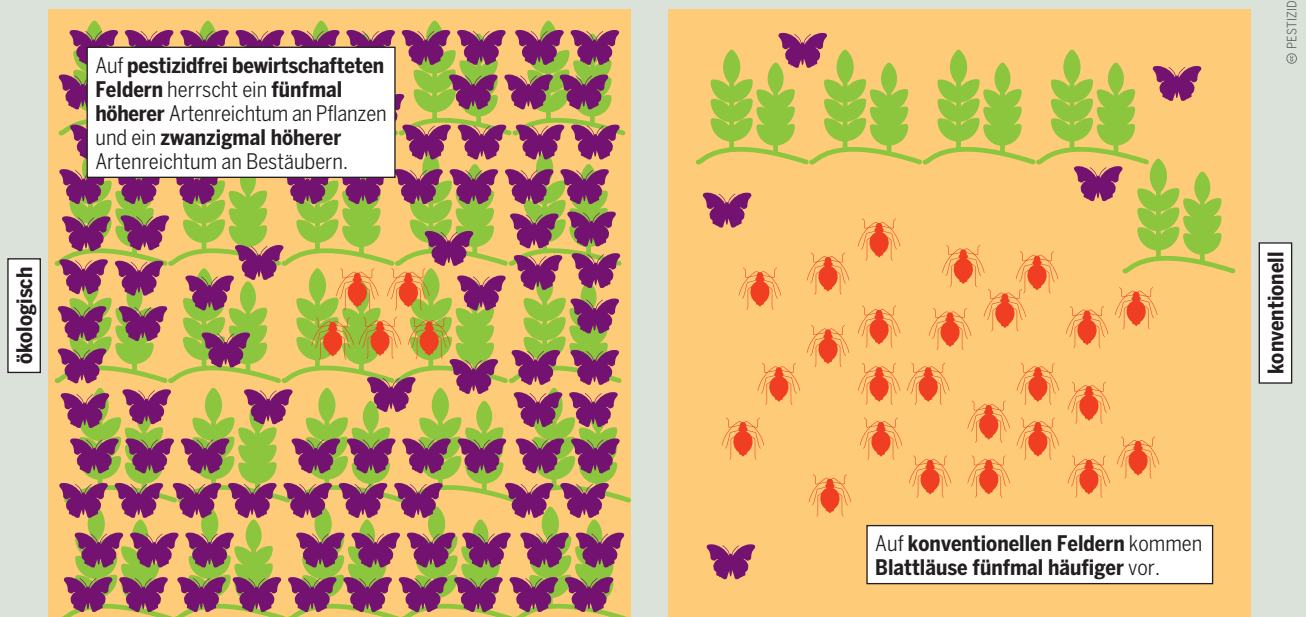 Auf pestizidfrei bewirtschafteten
Feldern herrscht ein fünfmal
höherer Artenreichtum an Pflanzen
und ein zwanzigmal höherer
Artenreichtum an Bestäubern.
ökologisch
konventionell
Auf konventionellen Feldern kommen
Blattläuse fünfmal häufiger vor.